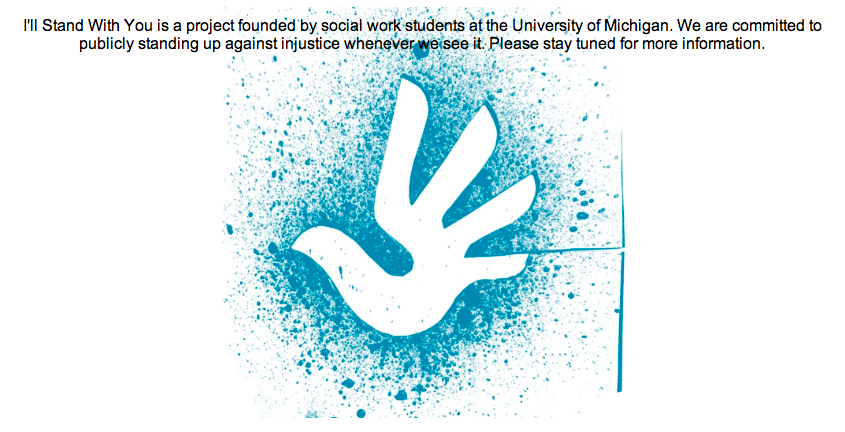 I'll Stand With You is a project founded by social work students at the University of Michigan. We are committed to
publicly standing up against injustice whenever we see it. Please stay tuned for more information.